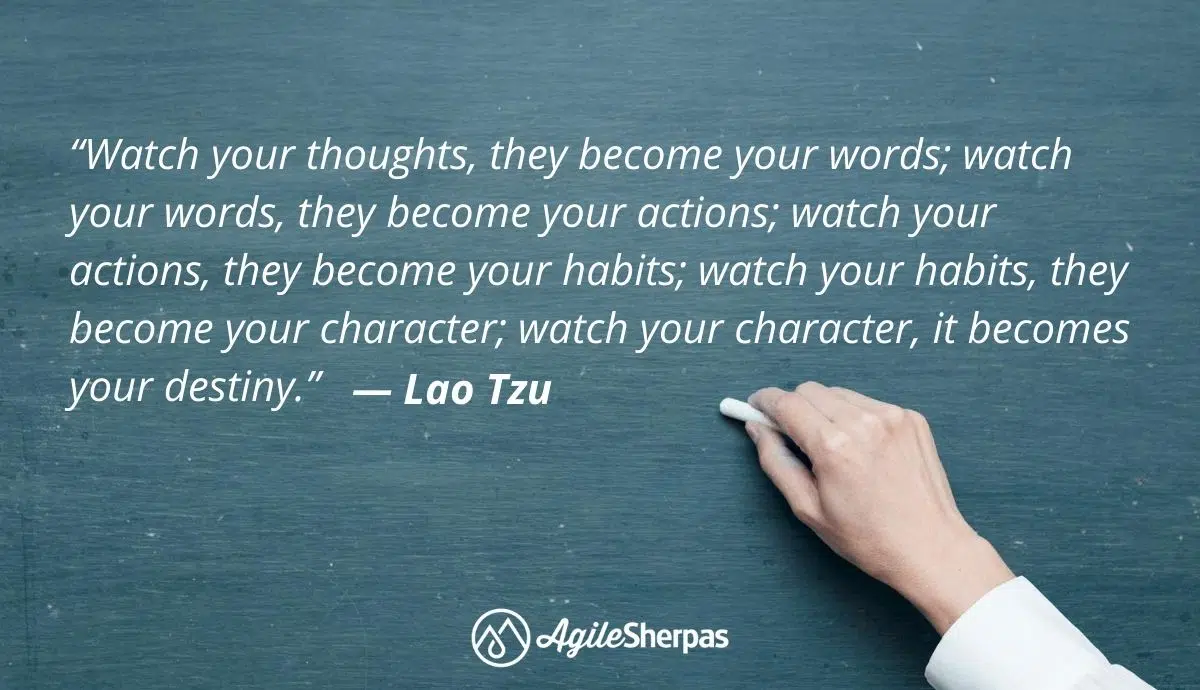 “Watch your thoughts, they become your words; watch
your words, they become your actions; watch your
actions, they become your habits; watch your habits, they
become your character; watch your character, it becomes
your destiny.” — Lao Tzu
AgileSherpas